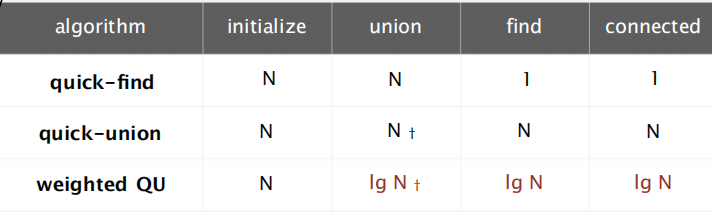 algorithm initialize union find connected
quick-find N N 1 1
quick-union N N † N N
weighted QU N lg N † lg N lg N